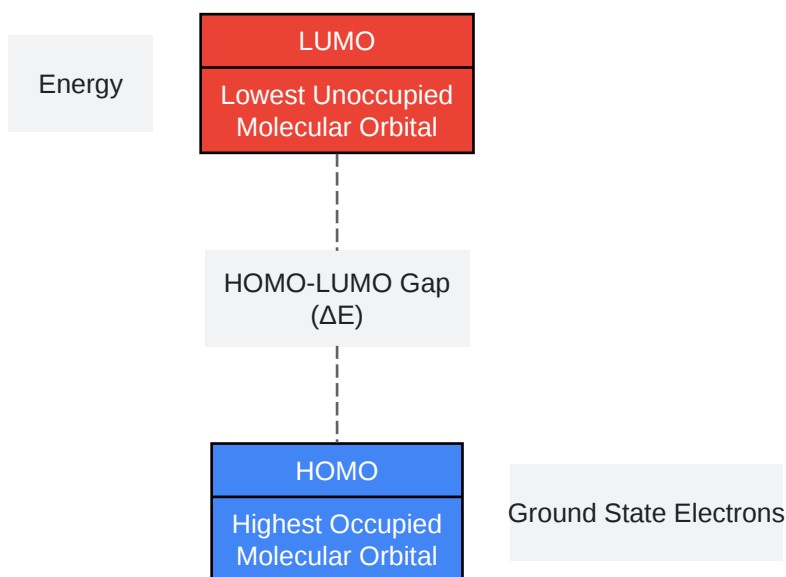 LUMO
Energy
Lowest Unoccupied
Molecular Orbital
HOMO-LUMO Gap
(ΔE)
HOMO
Ground State Electrons
Highest Occupied
Molecular Orbital